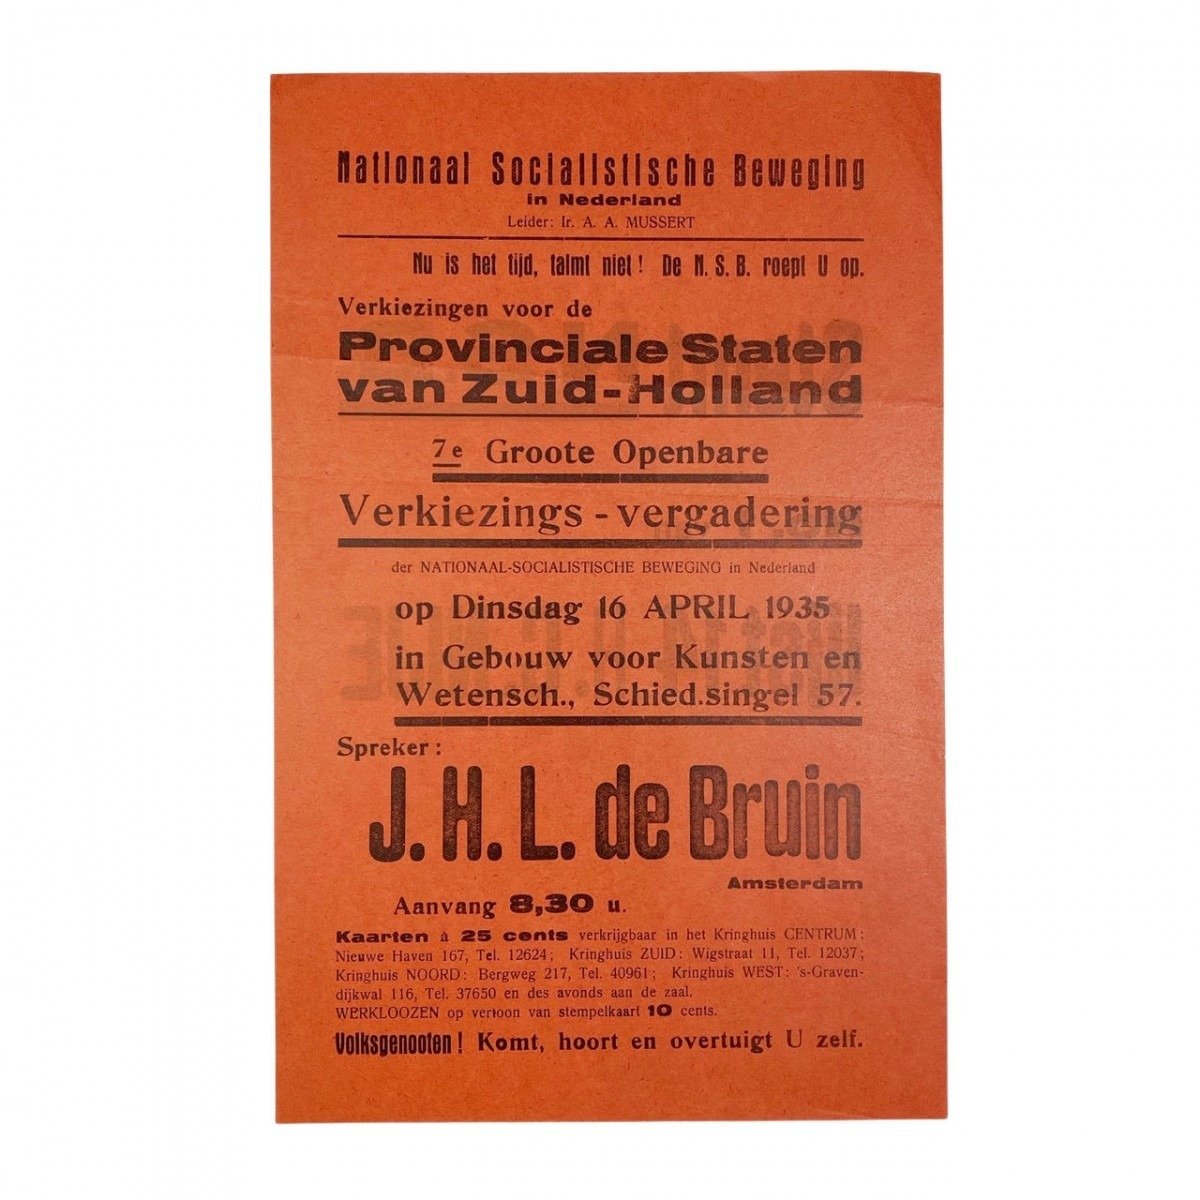 Nationaal Socialistische Beweging
in Nederland
Leider: Ir. A. A. MUSSERT
Nu is het tijd, talmt niet! De N.S.B. roept U op.
Verkiezingen voor de
Provinciale Staten
van Zuid-Holland
7e Groote Openbare
Verkiezings-vergadering
der NATIONAAL-SOCIALISTISCHE BEWEGING in Nederland
op Dinsdag 16 APRIL 1935
in Gebouw voor Kunsten en
Wetensch., Schied.singel 57.
Spreker:
J. H. L. de Bruin
Amsterdam
Aanvang 8,30 u.
Kaarten à 25 cents verkrijgbaar in het Kringhuis CENTRUM:
Nieuwe Haven 167, Tel. 12624; Kringhuis ZUID: Wigstraat 11, Tel. 12037;
Kringhuis NOORD: Bergweg 217, Tel. 40961; Kringhuis WEST: 's-Graven-
dijkwal 116, Tel. 37650 en des avonds aan de zaal.
WERKLOOZEN op vertoon van stempelkaart 10 cents.
Volksgenooten! Komt, hoort en overtuigt U zelf.